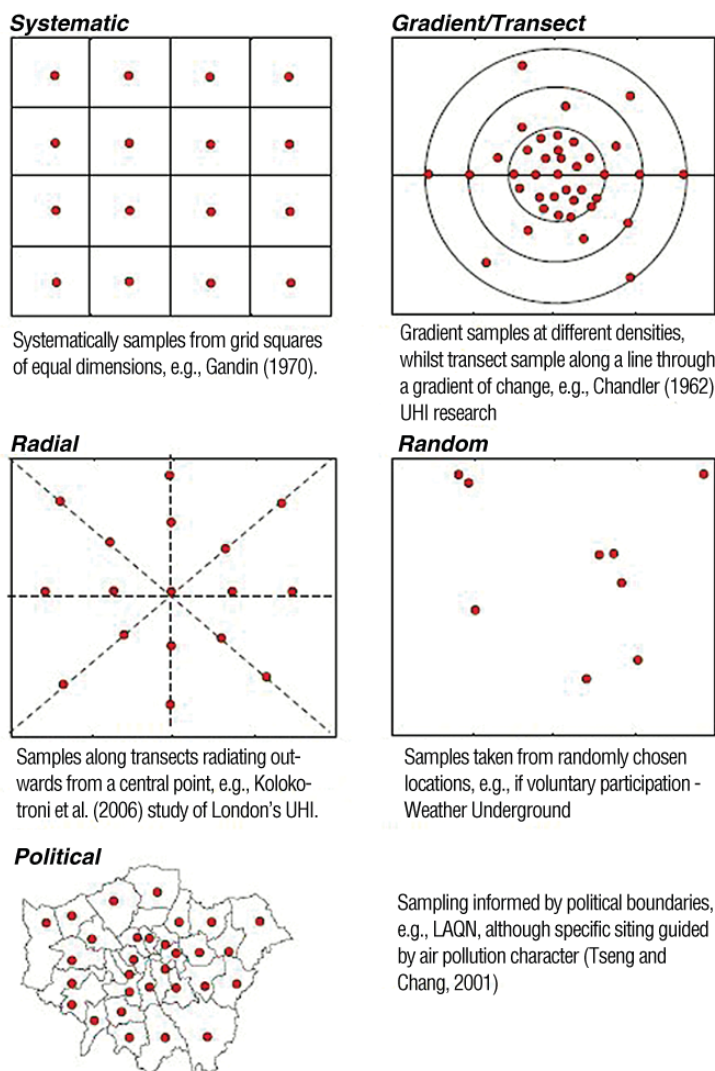 Systematic
Gradient/Transect
Systematically samples from grid squares
of equal dimensions, e.g., Gandin (1970).
Gradient samples at different densities,
whilst transect sample along a line through
a gradient of change, e.g., Chandler (1962)
UHI research
Radial
Random
Samples along transects radiating out-
wards from a central point, e.g., Koloko-
troni et al. (2006) study of London's UHI.
Samples taken from randomly chosen
locations, e.g., if voluntary participation -
Weather Underground
Political
Sampling informed by political boundaries,
e.g., LAQN, although specific siting guided
by air pollution character (Tseng and
Chang, 2001)